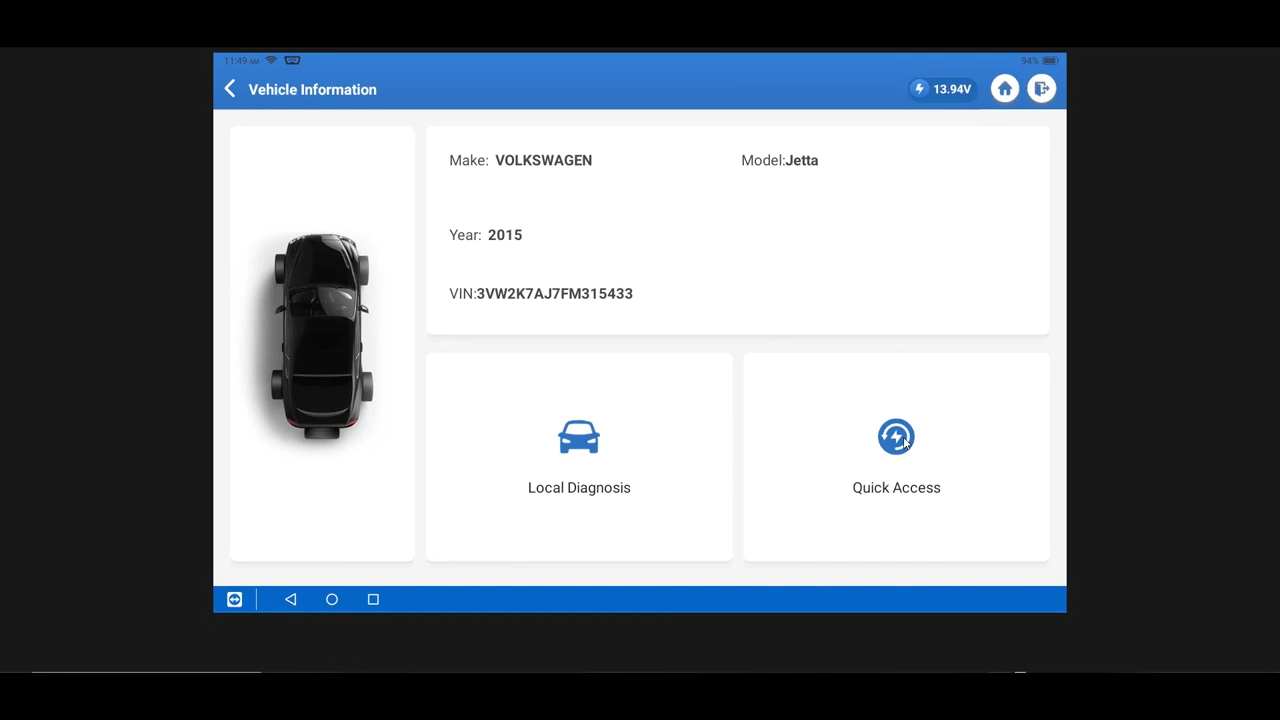 11:49 AM
94%
Vehicle Information
13.94V
Make: VOLKSWAGEN
Model:Jetta
Year: 2015
VIN:3VW2K7AJ7FM315433
Local Diagnosis
Quick Access